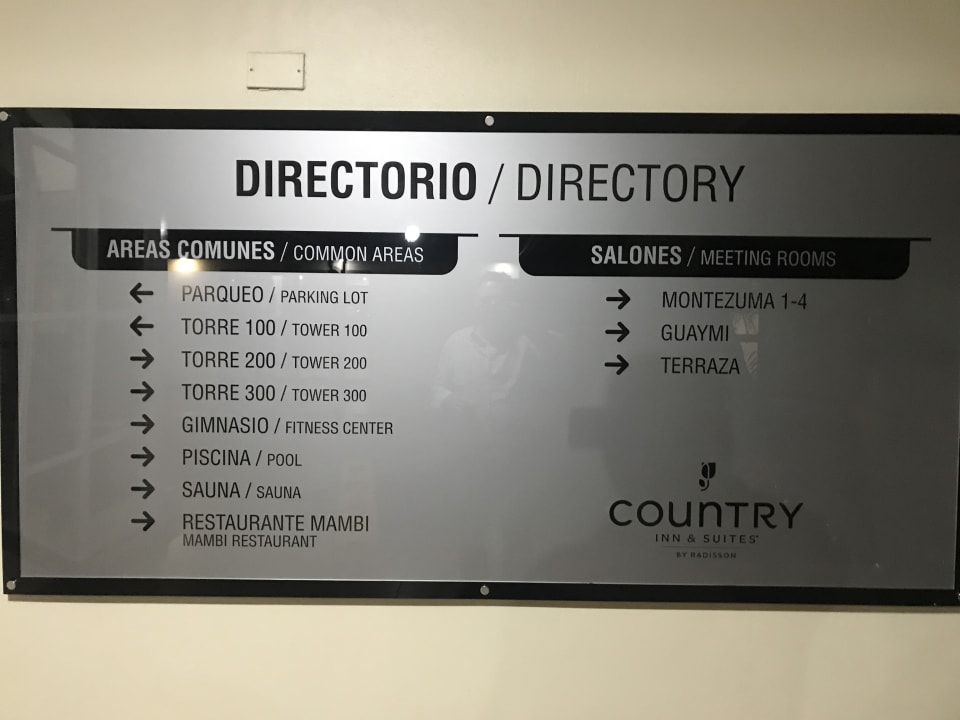 DIRECTORIO / DIRECTORY
AREAS COMUNES / COMMON AREAS
← PARQUEO / PARKING LOT
← TORRE 100 / TOWER 100
→ TORRE 200 / TOWER 200
→ TORRE 300 / TOWER 300
→ GIMNASIO / FITNESS CENTER
→ PISCINA / POOL
→ SAUNA / SAUNA
→ RESTAURANTE MAMBI
MAMBI RESTAURANT
SALONES / MEETING ROOMS
→ MONTEZUMA 1-4
→ GUAYMI
→ TERRAZA
COUNTRY
INN & SUITES®
BY RADISSON